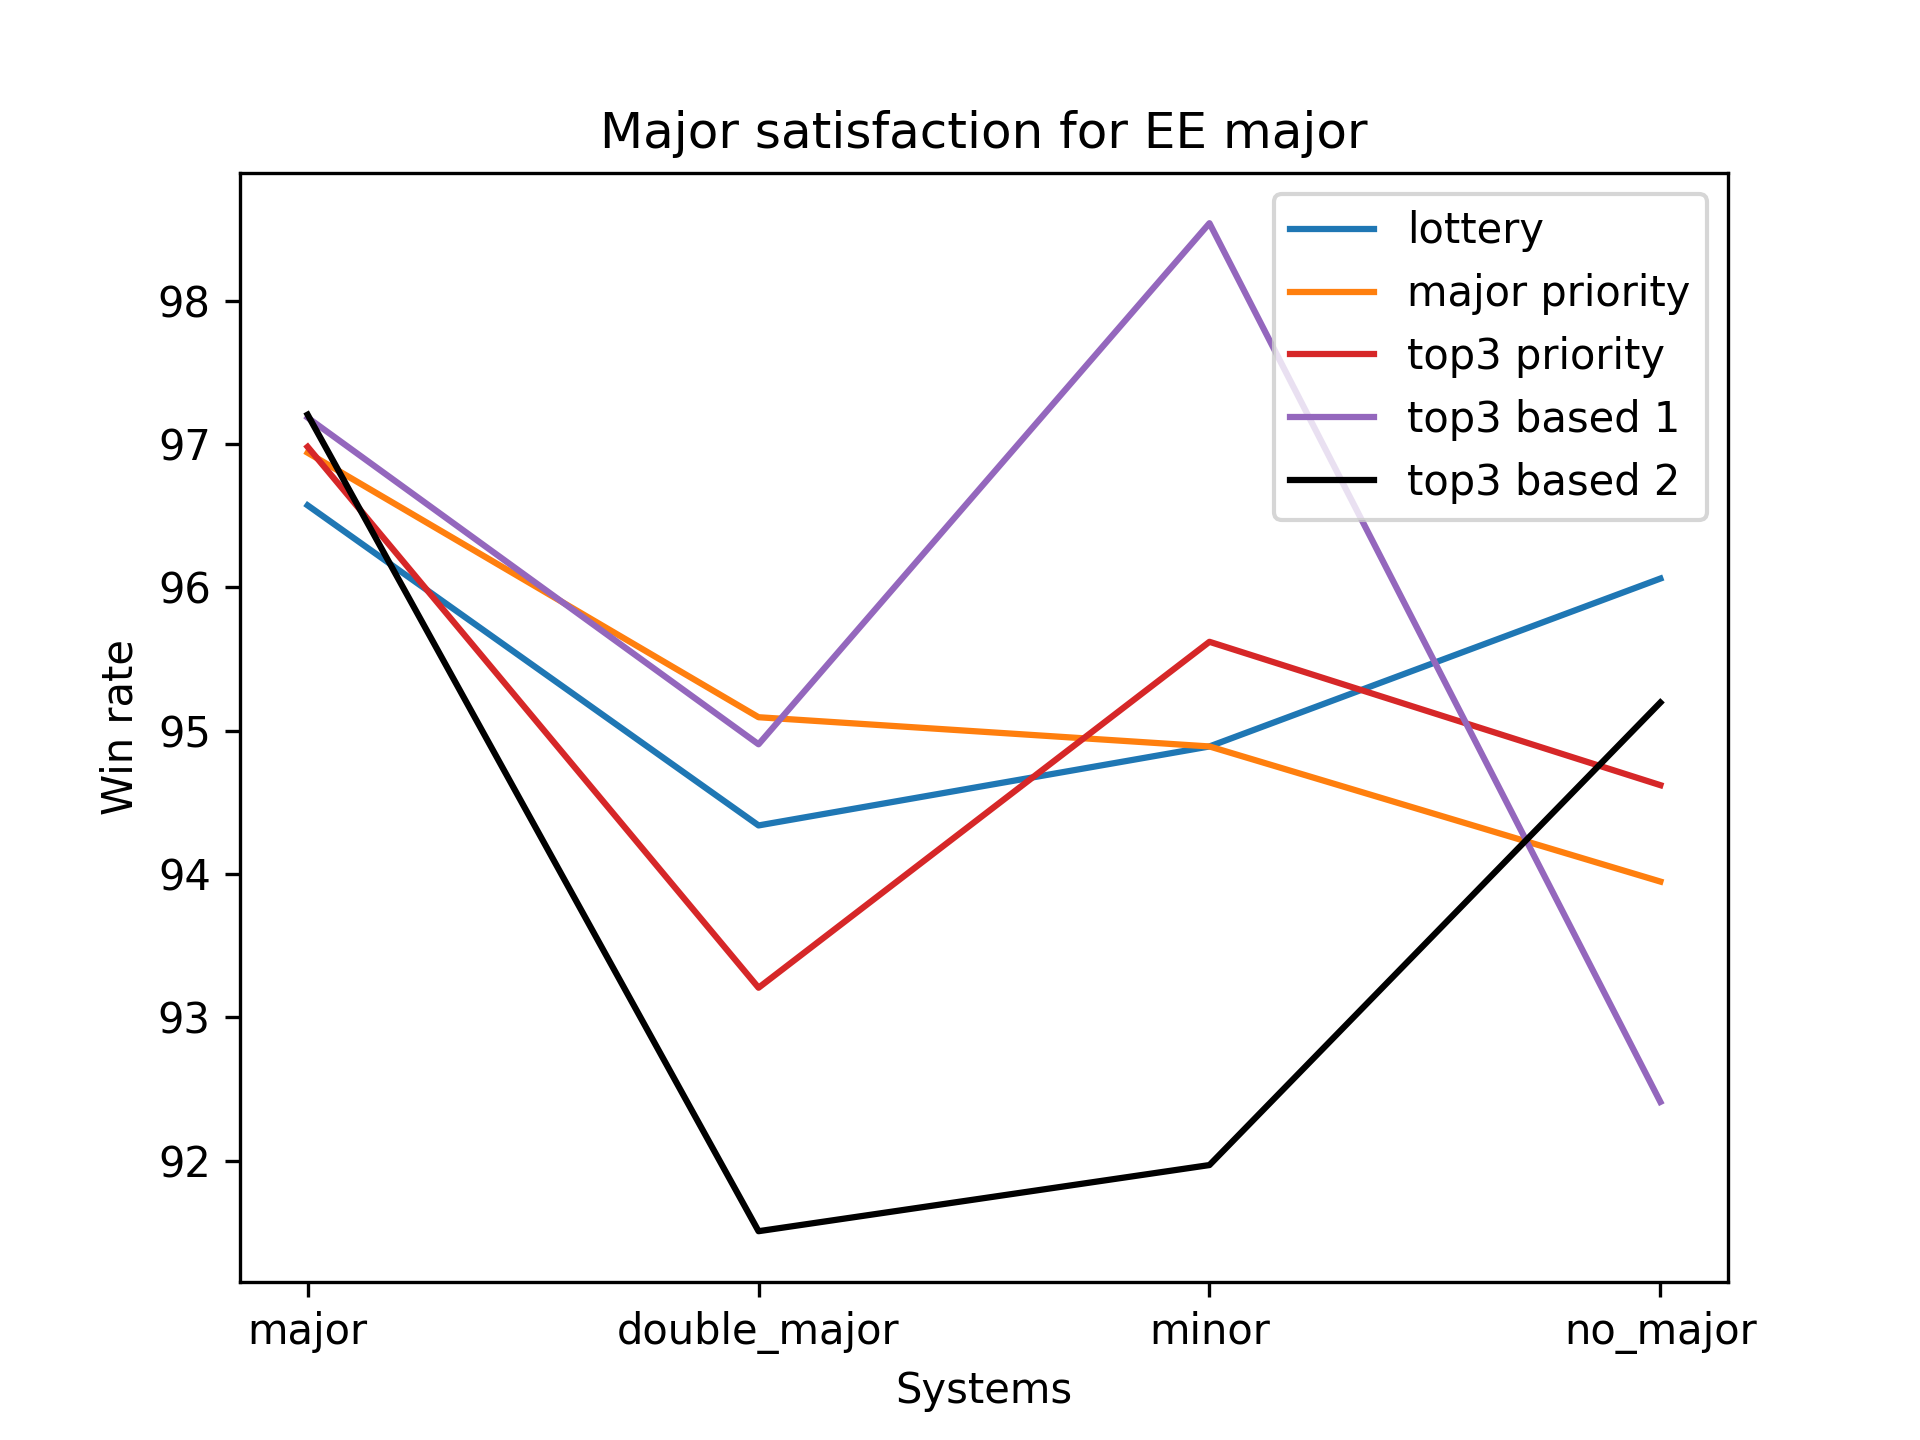 Major satisfaction for EE major
lottery
major priority
top3 priority
top3 based 1
top3 based 2
98
97
96
95
94
93
92
Win rate
major
double_major
minor
no_major
Systems